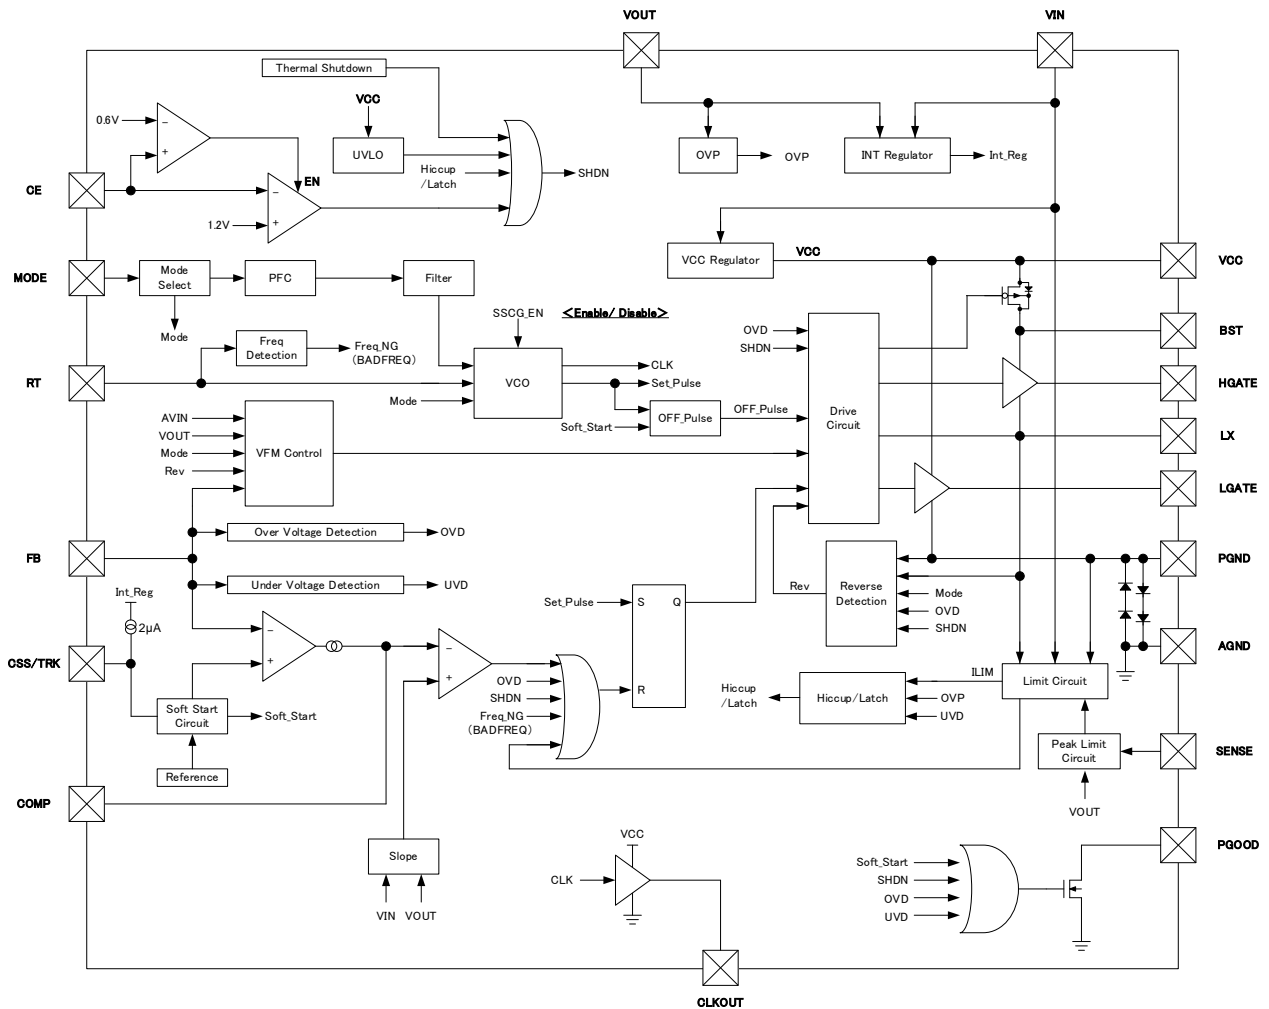 VOUT
VIN
Thermal Shutdown
VCC
0.6V
−
+
UVLO
OVP
OVP
INT Regulator
Int_Reg
Hiccup
/Latch
SHDN
EN
CE
−
+
1.2V
VCC Regulator
VCC
VCC
MODE
Mode
Select
PFC
Filter
Mode
SSCG_EN
<Enable/ Disable>
OVD
SHDN
BST
Freq
Detection
Freq_NG
(BADFREQ)
RT
VCO
CLK
Set_Pulse
Mode
HGATE
OFF_Pulse
OFF_Pulse
Soft_Start
Drive
Circuit
AVIN
VOUT
Mode
Rev
VFM Control
LX
LGATE
Over Voltage Detection
OVD
FB
Under Voltage Detection
UVD
PGND
Rev
Reverse
Detection
Mode
OVD
SHDN
Int_Reg
2μA
Set_Pulse
S
Q
R
−
+
−
+
AGND
CSS/TRK
Soft Start
Circuit
Soft_Start
Reference
OVD
SHDN
Freq_NG
(BADFREQ)
Hiccup
/Latch
Hiccup/Latch
ILIM
OVP
UVD
Limit Circuit
Peak Limit
Circuit
SENSE
VOUT
COMP
Slope
VIN
VOUT
VCC
CLK
Soft_Start
SHDN
OVD
UVD
PGOOD
CLKOUT